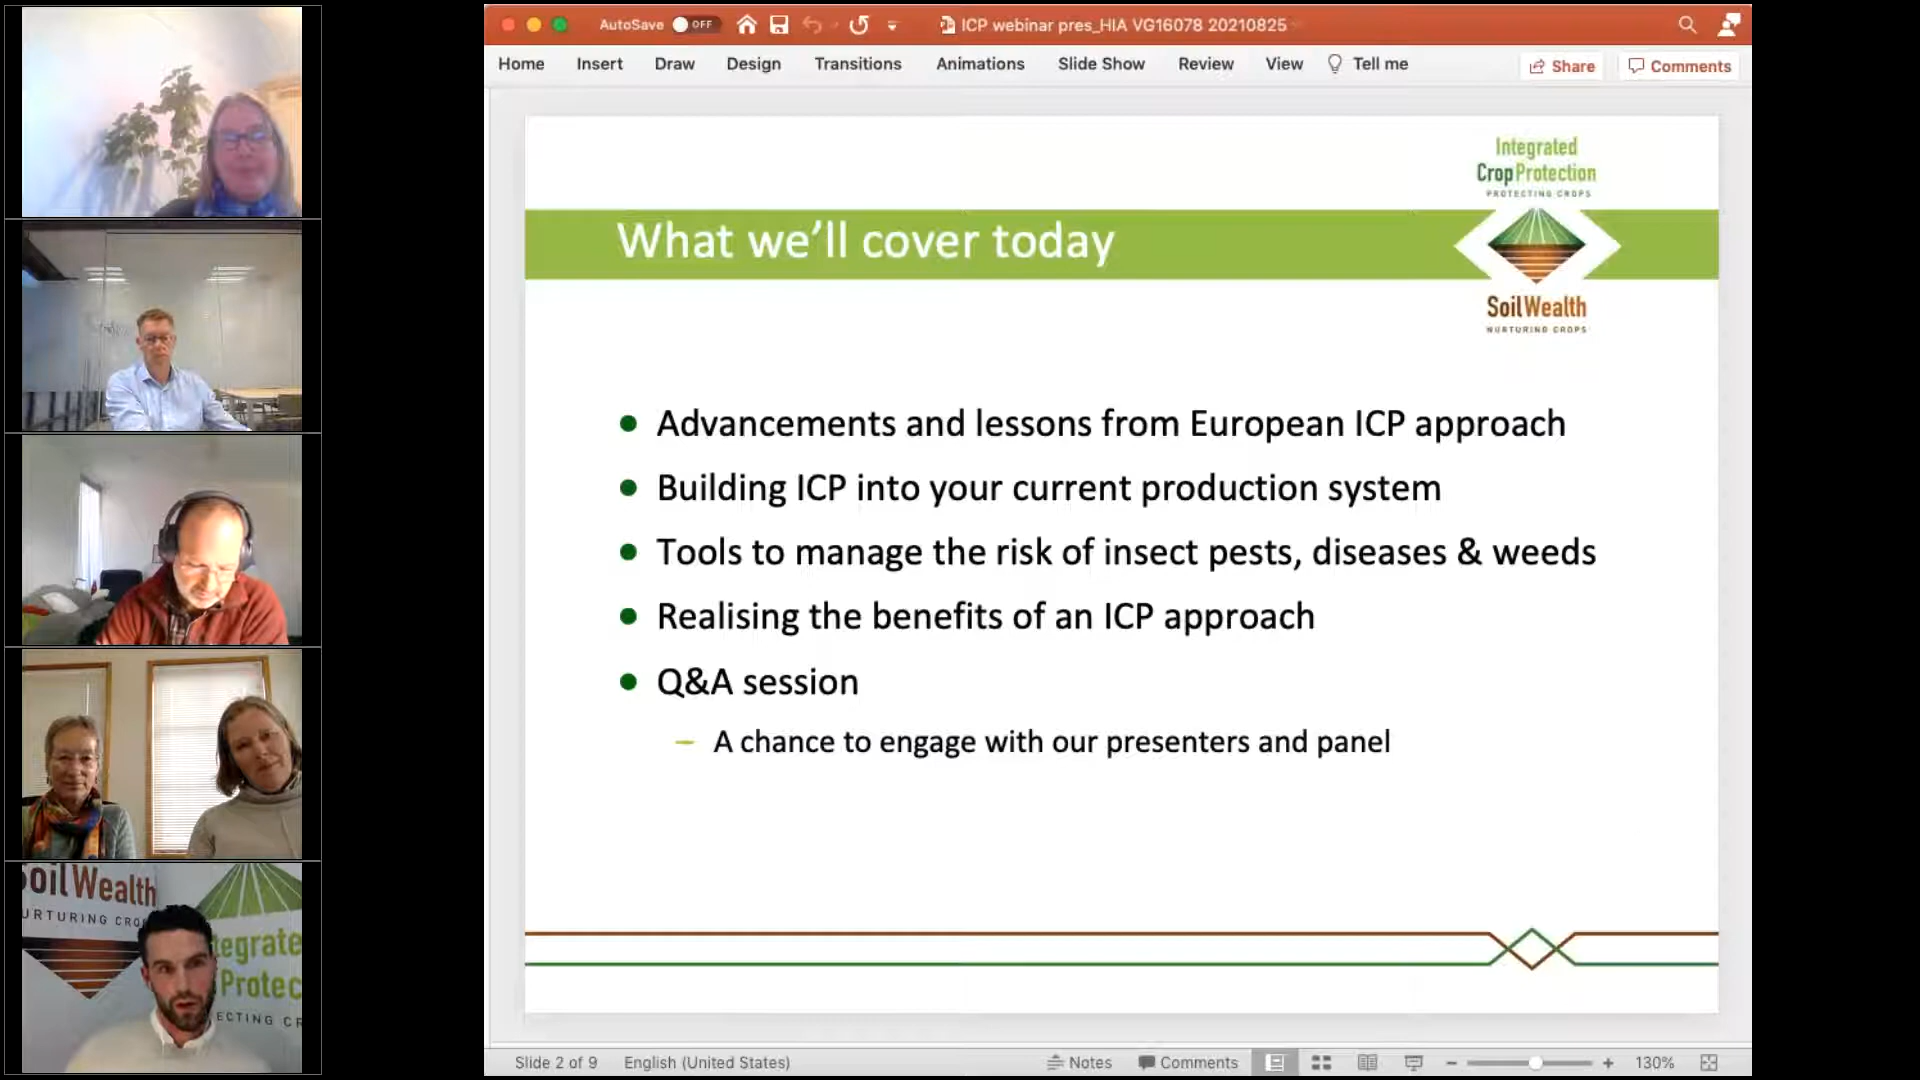 AutoSave OFF
ICP webinar pres_HIA VG16078 20210825
Home Insert Draw Design Transitions Animations Slide Show Review View Tell me
Share Comments
Integrated
CropProtection
PROTECTING CROPS
What we'll cover today
SoilWealth
NURTURING CROPS
● Advancements and lessons from European ICP approach
● Building ICP into your current production system
● Tools to manage the risk of insect pests, diseases & weeds
● Realising the benefits of an ICP approach
● Q&A session
– A chance to engage with our presenters and panel
oilWealth
URTURING CRO
tegrate
Protec
ECTING CR
Slide 2 of 9 English (United States) Notes Comments 130%